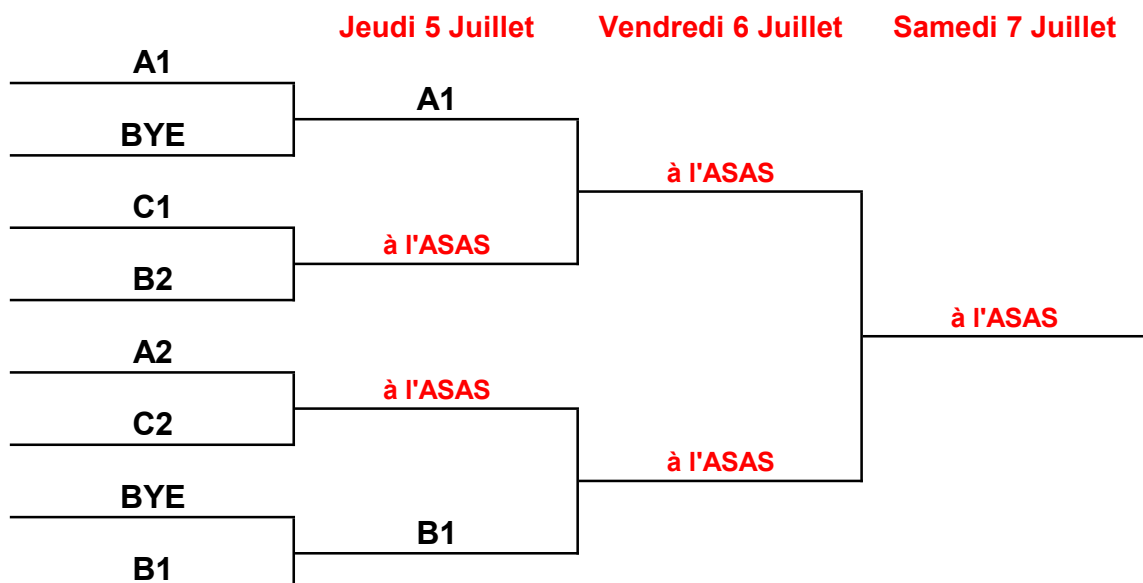 Jeudi 5 Juillet Vendredi 6 Juillet Samedi 7 Juillet
A1
A1
BYE
à l'ASAS
C1
à l'ASAS
B2
à l'ASAS
A2
à l'ASAS
C2
à l'ASAS
BYE
B1
B1